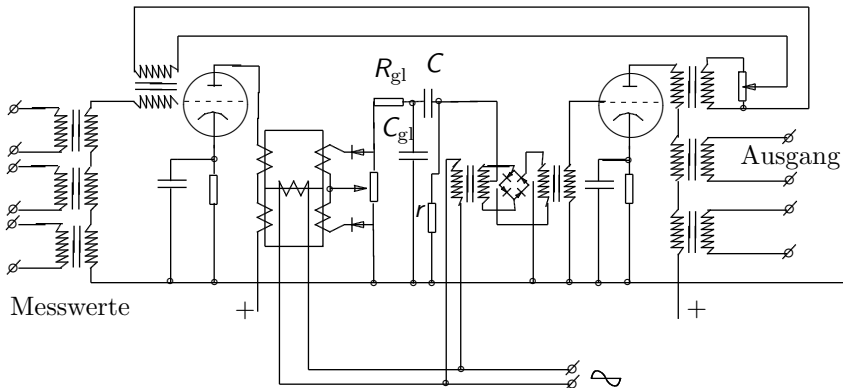 R_gl
C
C_gl
r
Messwerte
+
Ausgang
+